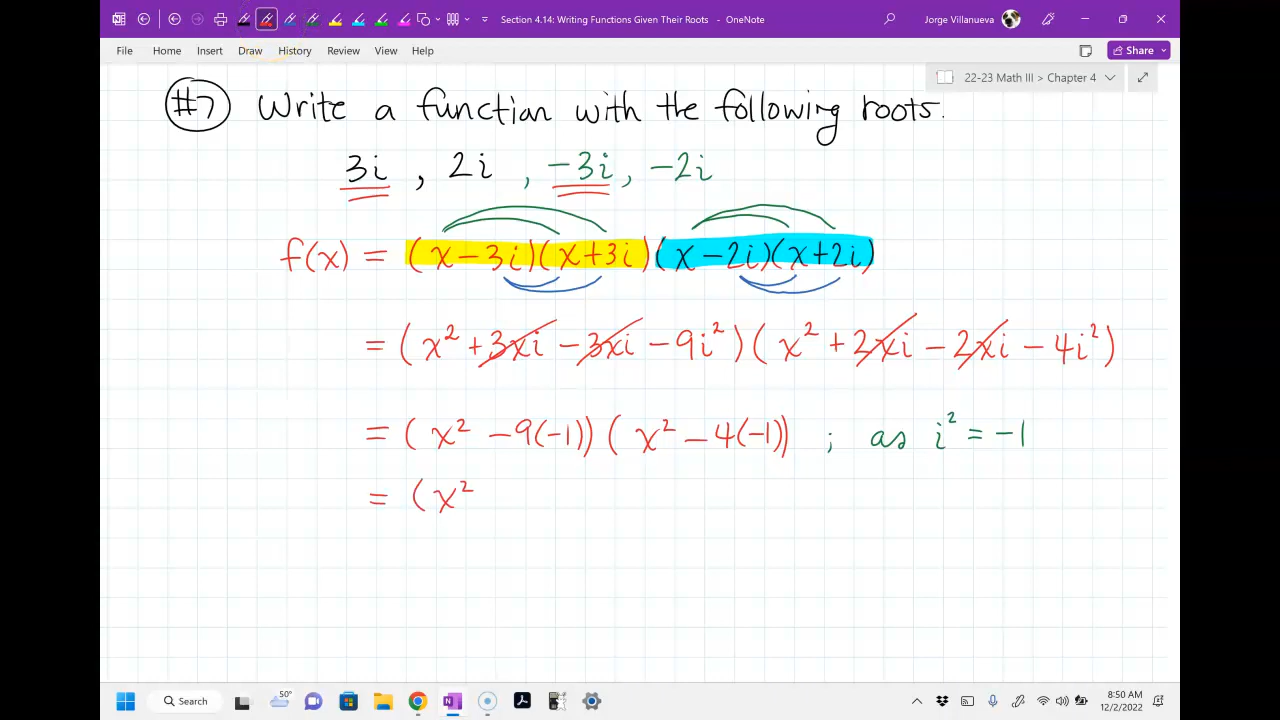 Section 4.14: Writing Functions Given Their Roots - OneNote
Jorge Villanueva
File Home Insert Draw History Review View Help
Share
22-23 Math III > Chapter 4
#7 Write a function with the following roots.
3i , 2i , -3i, -2i
f(x) = (x-3i)(x+3i)(x-2i)(x+2i)
= (x² +3xi -3xi -9i²)(x² +2xi -2xi -4i²)
= (x² -9(-1))(x² -4(-1)) ; as i² = -1
= (x²
50°
Search
8:50 AM
12/2/2022